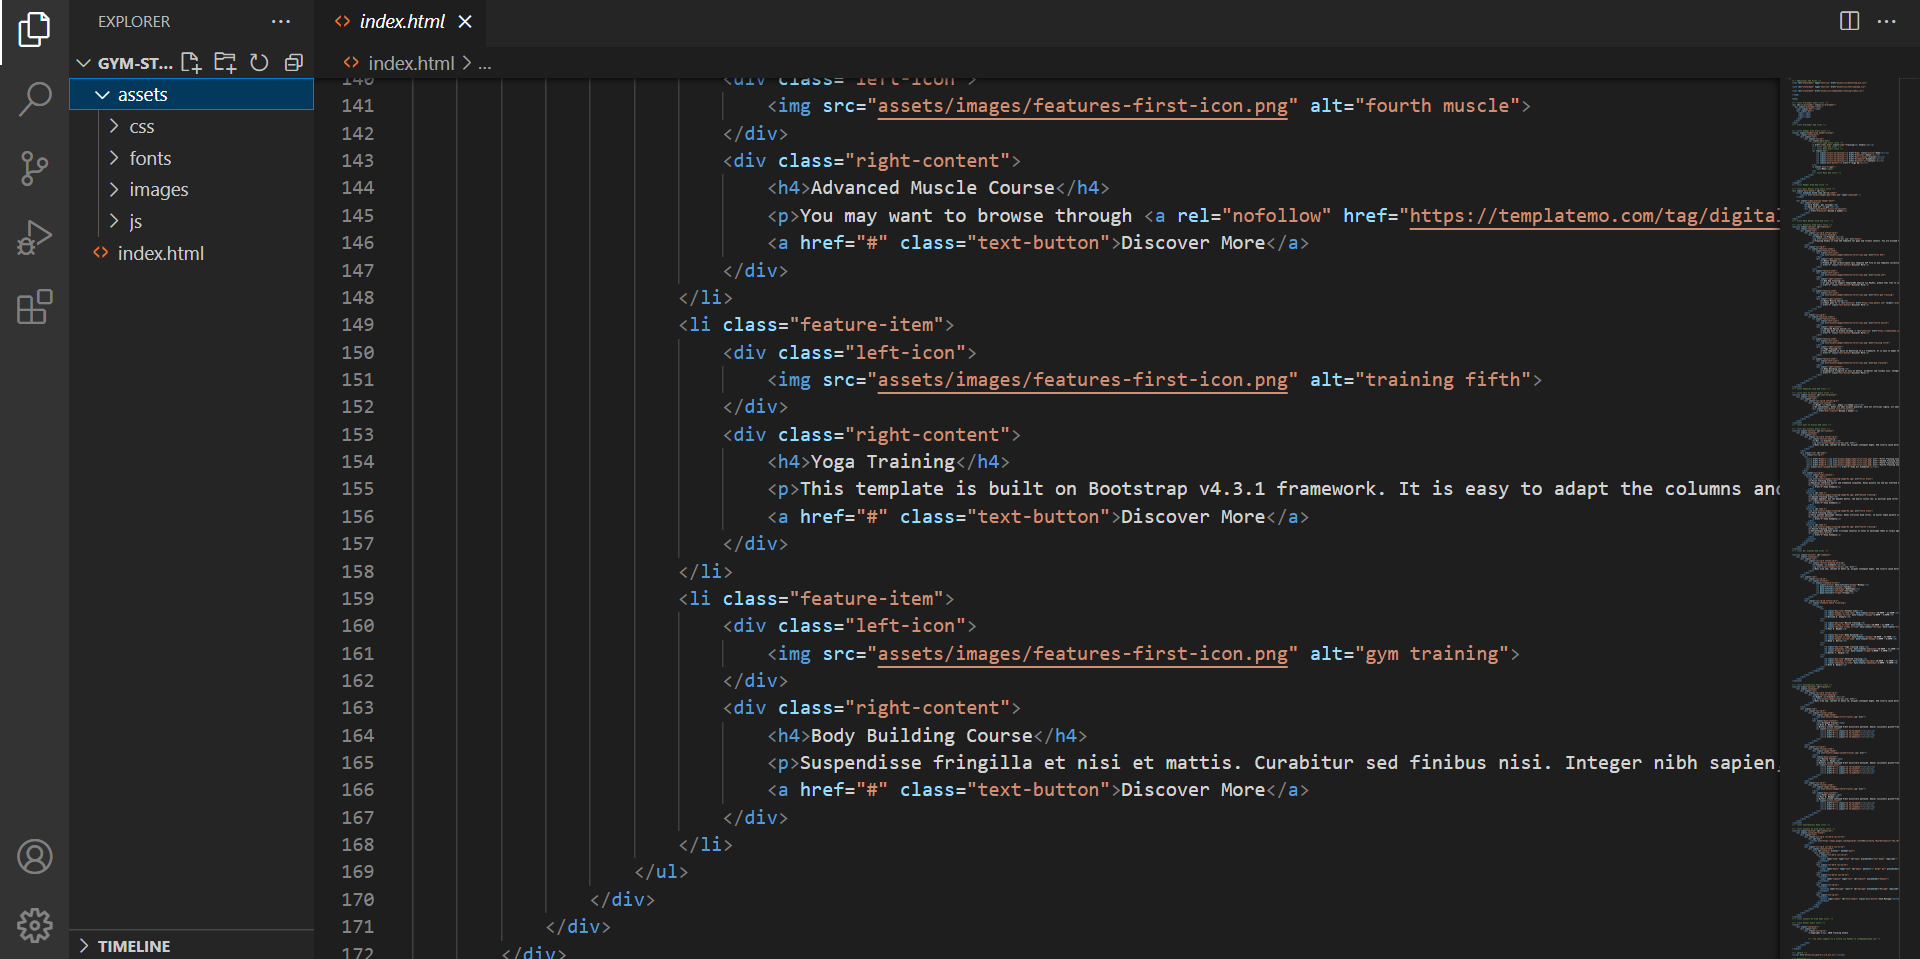 EXPLORER
GYM-ST...
assets
css
fonts
images
js
index.html
TIMELINE
index.html
index.html > ...
140 <div class="left-icon">
141 <img src="assets/images/features-first-icon.png" alt="fourth muscle">
142 </div>
143 <div class="right-content">
144 <h4>Advanced Muscle Course</h4>
145 <p>You may want to browse through <a rel="nofollow" href="https://templatemo.com/tag/digital
146 <a href="#" class="text-button">Discover More</a>
147 </div>
148 </li>
149 <li class="feature-item">
150 <div class="left-icon">
151 <img src="assets/images/features-first-icon.png" alt="training fifth">
152 </div>
153 <div class="right-content">
154 <h4>Yoga Training</h4>
155 <p>This template is built on Bootstrap v4.3.1 framework. It is easy to adapt the columns and
156 <a href="#" class="text-button">Discover More</a>
157 </div>
158 </li>
159 <li class="feature-item">
160 <div class="left-icon">
161 <img src="assets/images/features-first-icon.png" alt="gym training">
162 </div>
163 <div class="right-content">
164 <h4>Body Building Course</h4>
165 <p>Suspendisse fringilla et nisi et mattis. Curabitur sed finibus nisi. Integer nibh sapien,
166 <a href="#" class="text-button">Discover More</a>
167 </div>
168 </li>
169 </ul>
170 </div>
171 </div>
172 </div>